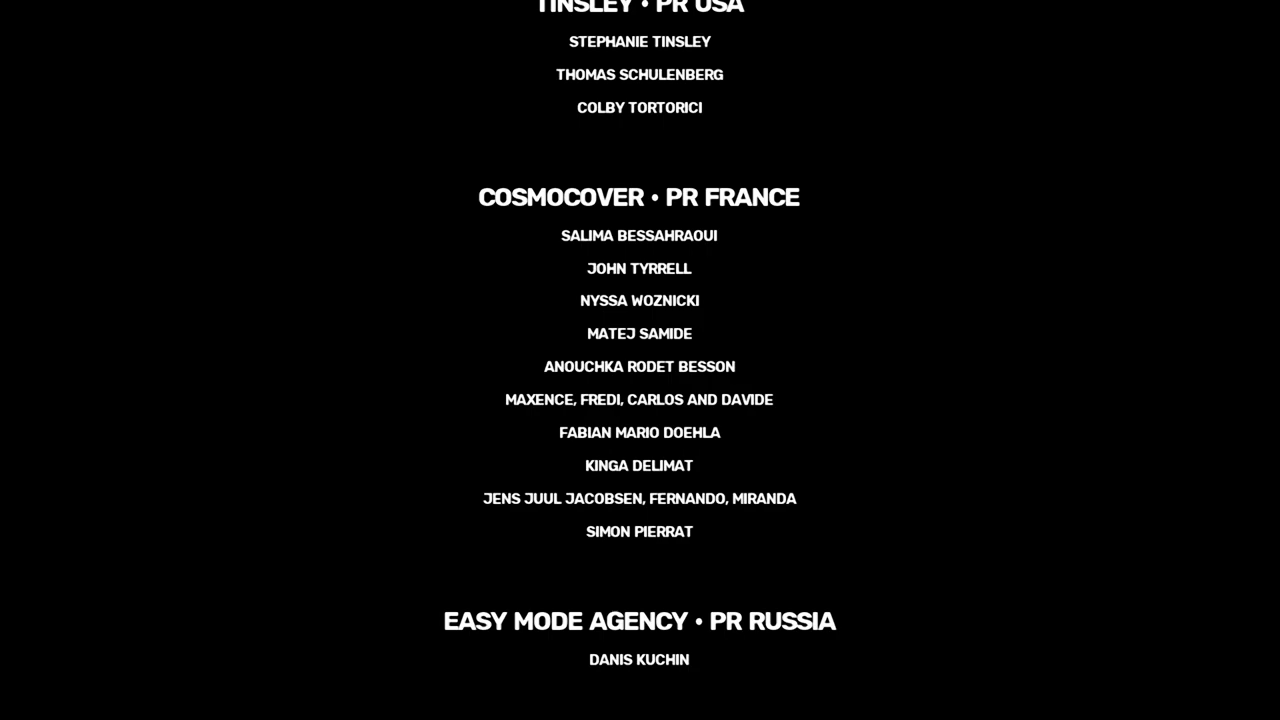 TINSLEY • PR USA
STEPHANIE TINSLEY
THOMAS SCHULENBERG
COLBY TORTORICI
COSMOCOVER • PR FRANCE
SALIMA BESSAHRAOUI
JOHN TYRRELL
NYSSA WOZNICKI
MATEJ SAMIDE
ANOUCHKA RODET BESSON
MAXENCE, FREDI, CARLOS AND DAVIDE
FABIAN MARIO DOEHLA
KINGA DELIMAT
JENS JUUL JACOBSEN, FERNANDO, MIRANDA
SIMON PIERRAT
EASY MODE AGENCY • PR RUSSIA
DANIS KUCHIN